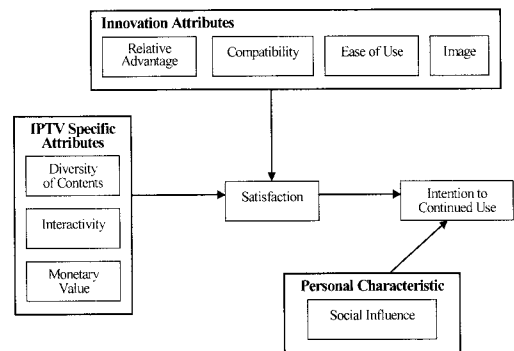 Innovation Attributes
Relative
Advantage
Compatibility
Ease of Use
Image
IPTV Specific
Attributes
Diversity
of Contents
Interactivity
Monetary
Value
Satisfaction
Intention to
Continued Use
Personal Characteristic
Social Influence